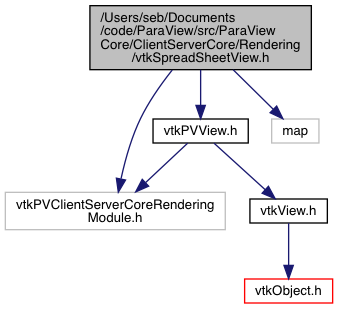 /Users/seb/Documents
/code/ParaView/src/ParaView
Core/ClientServerCore/Rendering
/vtkSpreadSheetView.h
vtkPVView.h
map
vtkPVClientServerCoreRendering
Module.h
vtkView.h
vtkObject.h